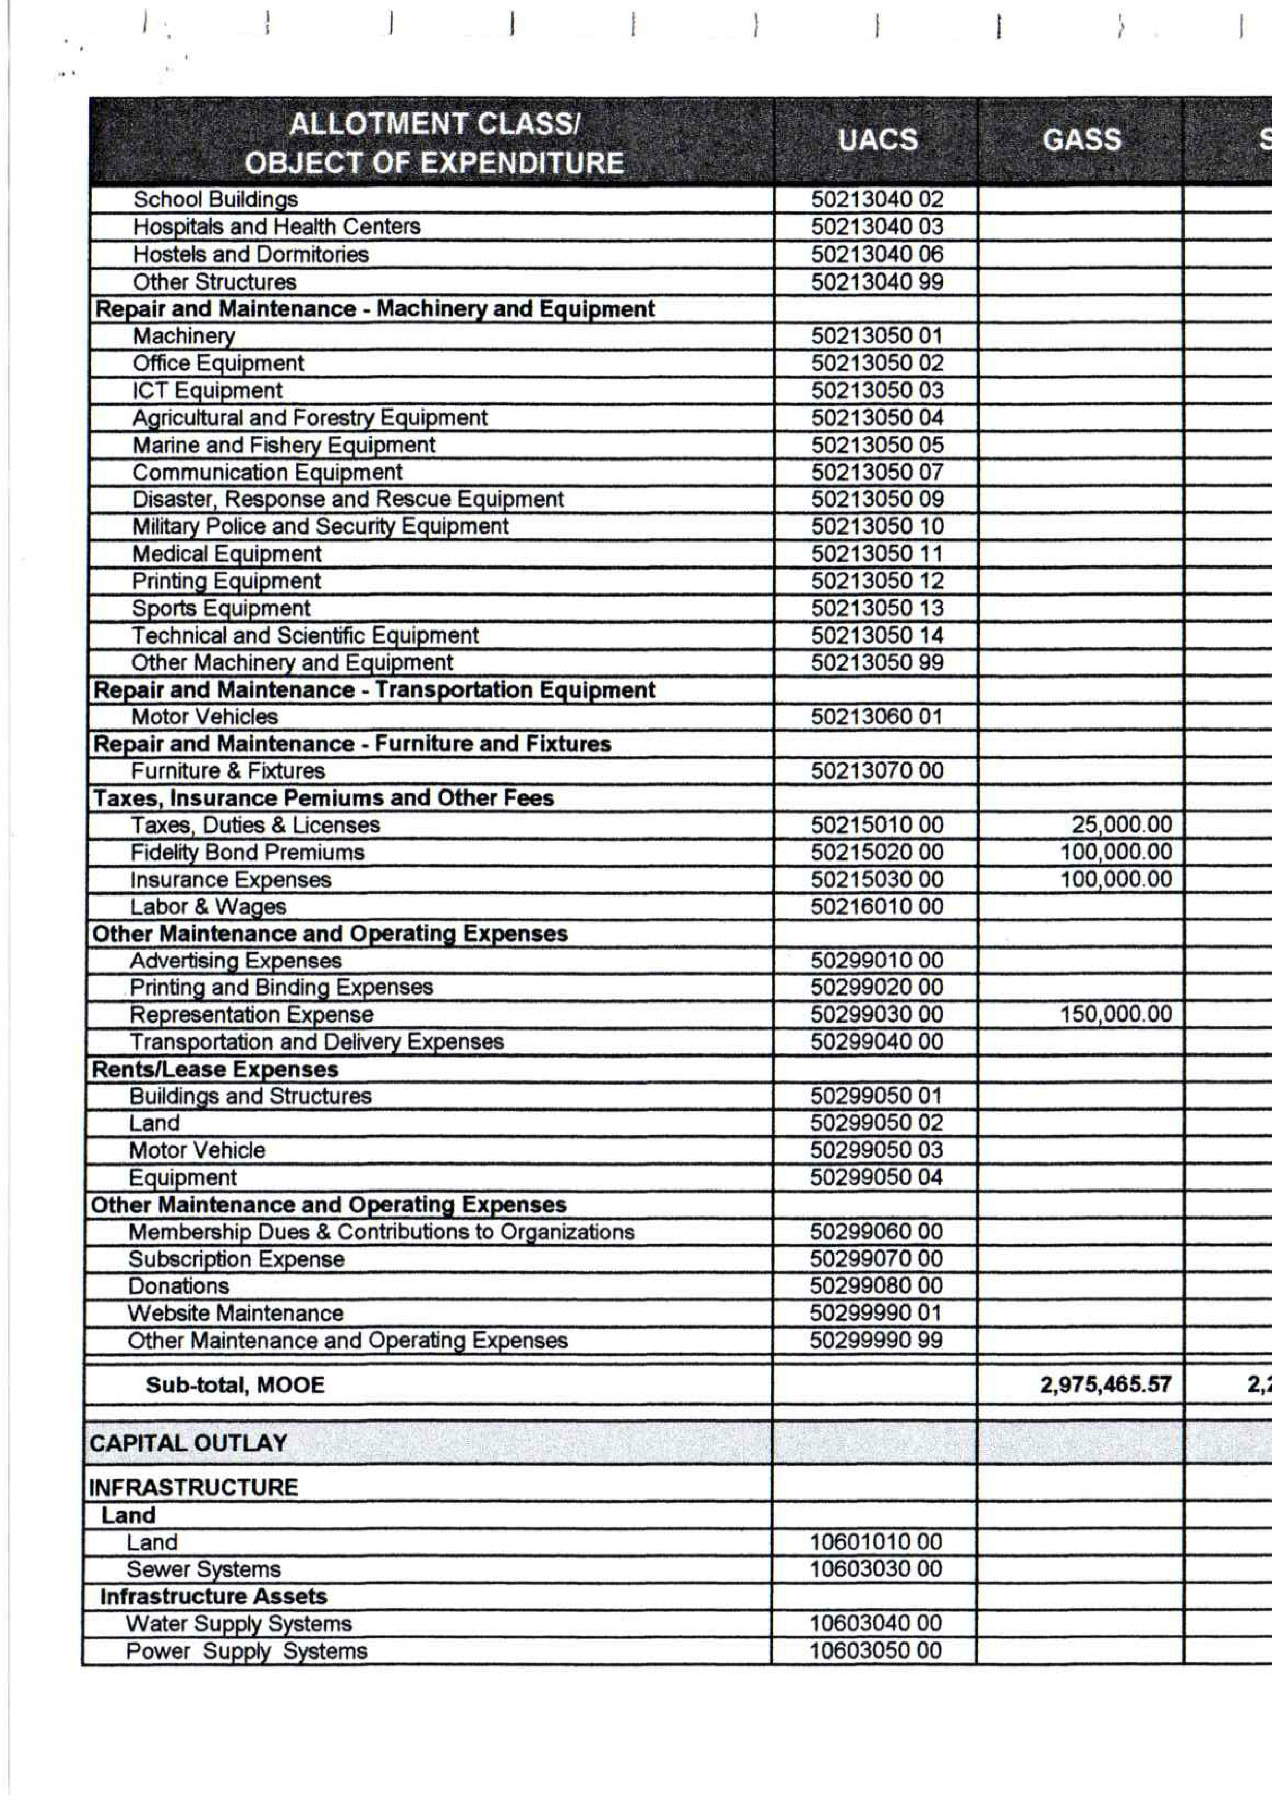 ALLOTMENT CLASS/ OBJECT OF EXPENDITURE UACS GASS S
School Buildings 50213040 02
Hospitals and Health Centers 50213040 03
Hostels and Dormitories 50213040 06
Other Structures 50213040 99
Repair and Maintenance - Machinery and Equipment
Machinery 50213050 01
Office Equipment 50213050 02
ICT Equipment 50213050 03
Agricultural and Forestry Equipment 50213050 04
Marine and Fishery Equipment 50213050 05
Communication Equipment 50213050 07
Disaster, Response and Rescue Equipment 50213050 09
Military Police and Security Equipment 50213050 10
Medical Equipment 50213050 11
Printing Equipment 50213050 12
Sports Equipment 50213050 13
Technical and Scientific Equipment 50213050 14
Other Machinery and Equipment 50213050 99
Repair and Maintenance - Transportation Equipment
Motor Vehicles 50213060 01
Repair and Maintenance - Furniture and Fixtures
Furniture & Fixtures 50213070 00
Taxes, Insurance Pemiums and Other Fees
Taxes, Duties & Licenses 50215010 00 25,000.00
Fidelity Bond Premiums 50215020 00 100,000.00
Insurance Expenses 50215030 00 100,000.00
Labor & Wages 50216010 00
Other Maintenance and Operating Expenses
Advertising Expenses 50299010 00
Printing and Binding Expenses 50299020 00
Representation Expense 50299030 00 150,000.00
Transportation and Delivery Expenses 50299040 00
Rents/Lease Expenses
Buildings and Structures 50299050 01
Land 50299050 02
Motor Vehicle 50299050 03
Equipment 50299050 04
Other Maintenance and Operating Expenses
Membership Dues & Contributions to Organizations 50299060 00
Subscription Expense 50299070 00
Donations 50299080 00
Website Maintenance 50299990 01
Other Maintenance and Operating Expenses 50299990 99
Sub-total, MOOE 2,975,465.57 2,2
CAPITAL OUTLAY
INFRASTRUCTURE
Land
Land 10601010 00
Sewer Systems 10603030 00
Infrastructure Assets
Water Supply Systems 10603040 00
Power Supply Systems 10603050 00